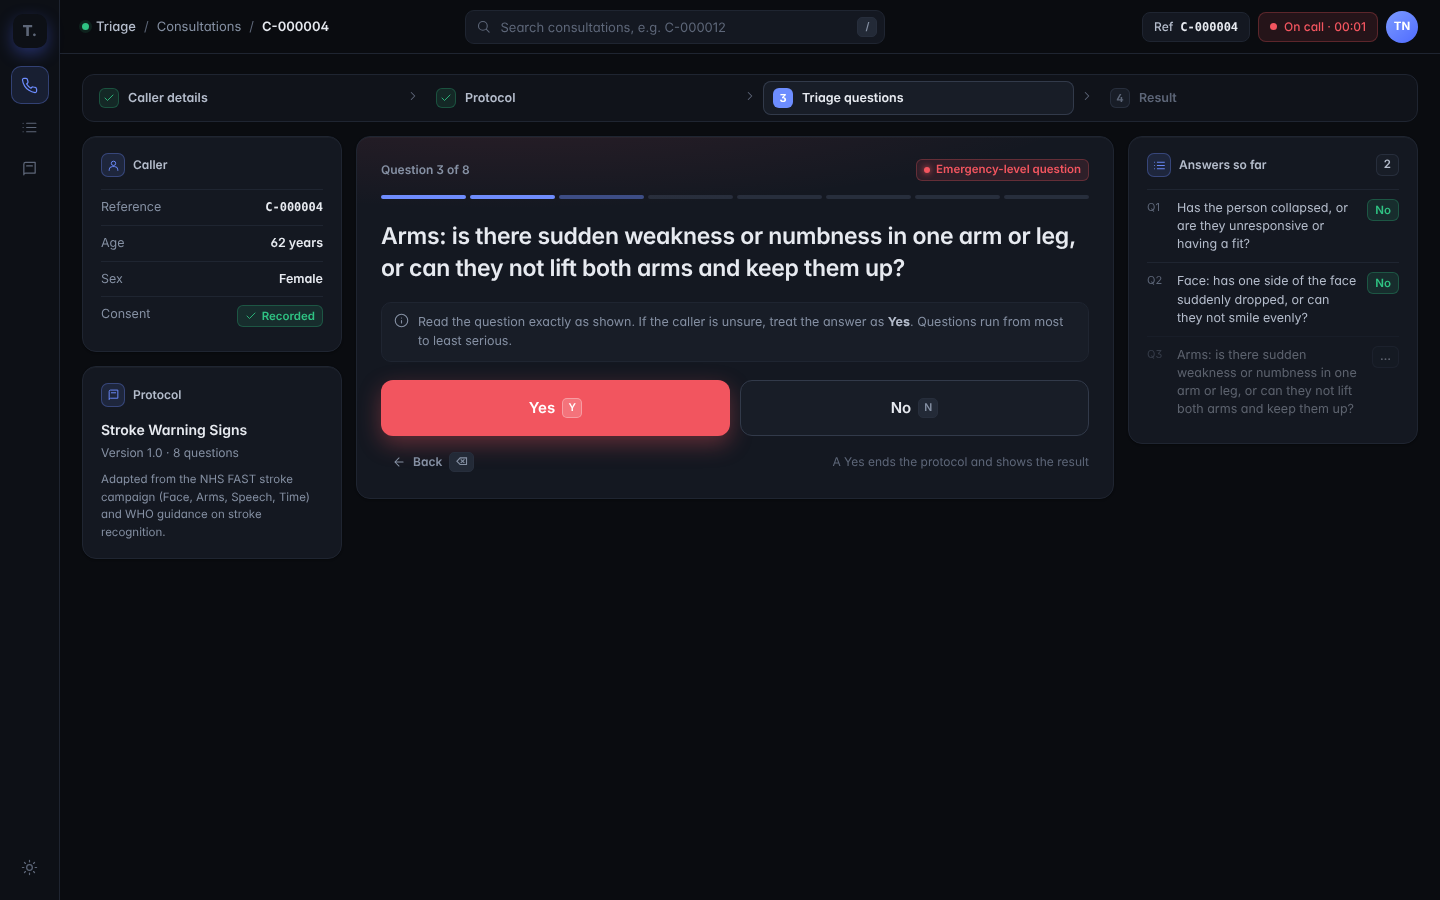 T.
Triage / Consultations / C-000004
Search consultations, e.g. C-000012 /
Ref C-000004
On call · 00:01
TN
Caller details
Protocol
3 Triage questions
4 Result
Caller
Reference C-000004
Age 62 years
Sex Female
Consent Recorded
Protocol
Stroke Warning Signs
Version 1.0 · 8 questions
Adapted from the NHS FAST stroke
campaign (Face, Arms, Speech, Time)
and WHO guidance on stroke
recognition.
Question 3 of 8
Emergency-level question
Arms: is there sudden weakness or numbness in one arm or leg,
or can they not lift both arms and keep them up?
Read the question exactly as shown. If the caller is unsure, treat the answer as Yes. Questions run from most
to least serious.
Yes Y
No N
Back
A Yes ends the protocol and shows the result
Answers so far 2
Q1 Has the person collapsed, or No
are they unresponsive or
having a fit?
Q2 Face: has one side of the face No
suddenly dropped, or can
they not smile evenly?
Q3 Arms: is there sudden ...
weakness or numbness in one
arm or leg, or can they not lift
both arms and keep them up?